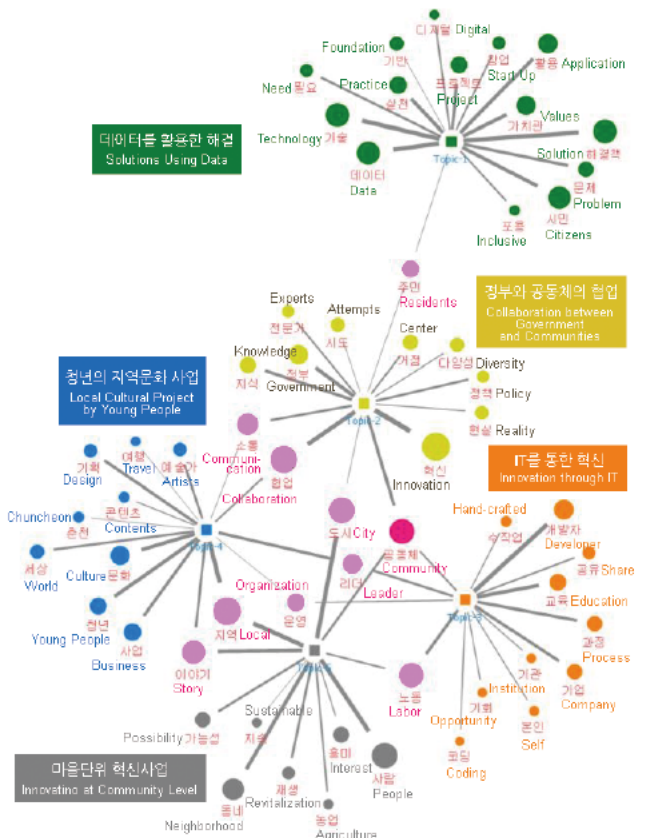 디지털 Digital
Foundation
기반
창업
Start Up
활용 Application
Need 필요
Practice
실천
프로젝트
Project
Values
가치관
Technology 기술
데이터를 활용한 해결
Solutions Using Data
Topic-1
Solution 해결책
데이터
Data
문제
Problem
시민
Citizens
포용
Inclusive
주민
Residents
정부와 공동체의 협업
Collaboration between
Government
and Communities
Experts
전문가
Attempts
시도
Center
거점
다양성 Diversity
Knowledge
지식
정부
Government
정책 Policy
현실 Reality
Topic-2
청년의 지역문화 사업
Local Cultural Project
by Young People
소통
Communi-
cation
협업
Collaboration
혁신
Innovation
IT를 통한 혁신
Innovation through IT
기획
Design
여행
Travel
예술가
Artists
Hand-crafted
수작업
개발자
Developer
Chuncheon
춘천
콘텐츠
Contents
도시 City
공동체
Community
Topic-4
세상
World
Culture 문화
공유 Share
리더
Leader
교육 Education
Organization
운영
Topic-3
Young People
청년
사업
Business
지역 Local
과정
Process
이야기
Story
노동
Labor
기관
Institution
기업
Company
Opportunity
기회
본인
Self
코딩
Coding
Possibility 가능성
Sustainable
지속
흥미
Interest
사람
People
마을단위 혁신사업
Innovating at Community Level
동네
Neighborhood
재생
Revitalization
농업
Agriculture